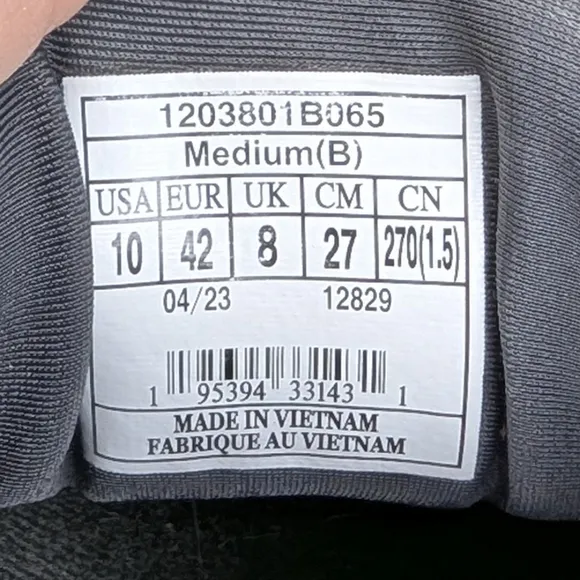 1203801B065
Medium(B)
USA EUR UK CM CN
10 42 8 27 270(1.5)
04/23 12829
1 95394 33143 1
MADE IN VIETNAM
FABRIQUE AU VIETNAM